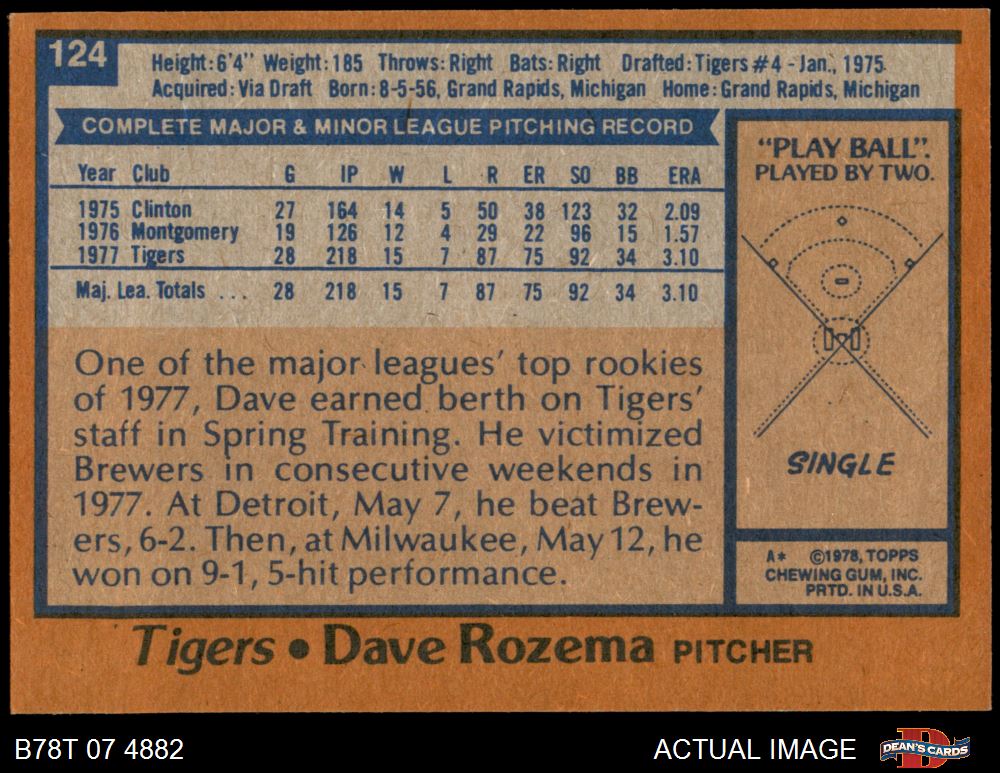 124
Height: 6'4" Weight: 185 Throws: Right Bats: Right Drafted: Tigers #4 - Jan., 1975
Acquired: Via Draft Born: 8-5-56, Grand Rapids, Michigan Home: Grand Rapids, Michigan
COMPLETE MAJOR & MINOR LEAGUE PITCHING RECORD
Year Club G IP W L R ER SO BB ERA
1975 Clinton 27 164 14 5 50 38 123 32 2.09
1976 Montgomery 19 126 12 4 29 22 96 15 1.57
1977 Tigers 28 218 15 7 87 75 92 34 3.10
Maj. Lea. Totals ... 28 218 15 7 87 75 92 34 3.10
One of the major leagues' top rookies
of 1977, Dave earned berth on Tigers'
staff in Spring Training. He victimized
Brewers in consecutive weekends in
1977. At Detroit, May 7, he beat Brew-
ers, 6-2. Then, at Milwaukee, May 12, he
won on 9-1, 5-hit performance.
"PLAY BALL".
PLAYED BY TWO.
SINGLE
A* ©1978, TOPPS
CHEWING GUM, INC.
PRTD. IN U.S.A.
Tigers • Dave Rozema PITCHER
B78T 07 4882 ACTUAL IMAGE
DEAN'S CARDS